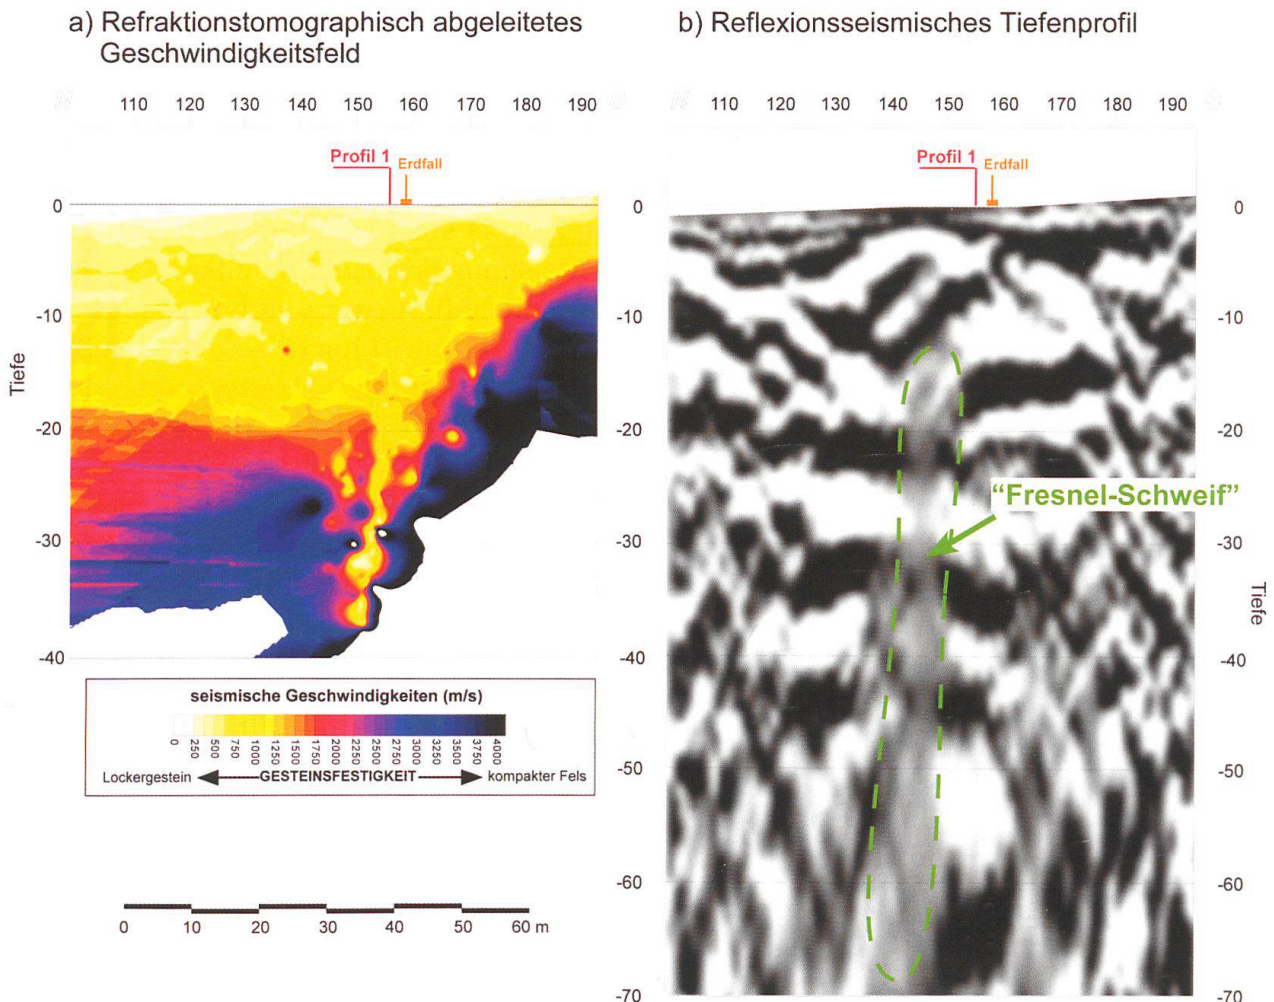 a) Refraktionstomographisch abgeleitetes
Geschwindigkeitsfeld
N 110 120 130 140 150 160 170 180 190 S
Profil 1 Erdfall
0 0
-10 -10
Tiefe
-20 -20
-30 -30
-40 -40
seismische Geschwindigkeiten (m/s)
0 250 500 750 1000 1250 1500 1750 2000 2250 2500 2750 3000 3250 3500 3750 4000
Lockergestein GESTEINSFESTIGKEIT kompakter Fels
-50
0 10 20 30 40 50 60 m
-60
-70
b) Reflexionsseismisches Tiefenprofil
N 110 120 130 140 150 160 170 180 190 S
Profil 1 Erdfall
0
-10
-20
"Fresnel-Schweif"
-30
Tiefe
-40
-50
-60
-70